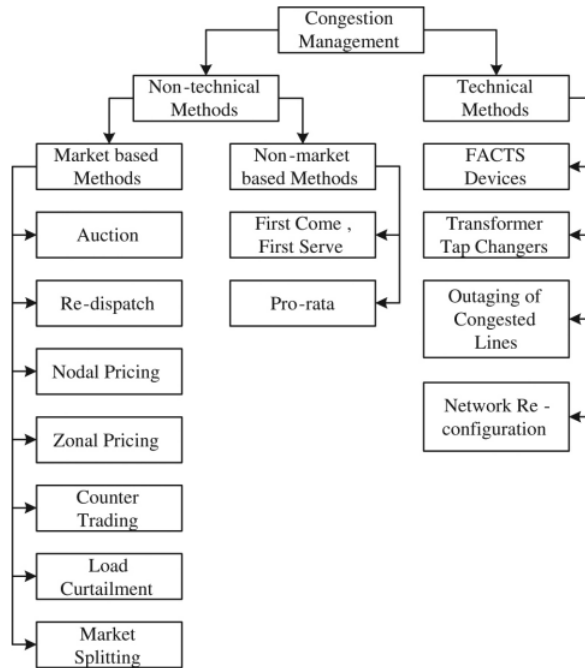 Congestion
Management
Non-technical
Methods
Technical
Methods
Market based
Methods
Non-market
based Methods
FACTS
Devices
Auction
First Come ,
First Serve
Transformer
Tap Changers
Re-dispatch
Pro-rata
Outaging of
Congested
Lines
Nodal Pricing
Network Re -
configuration
Zonal Pricing
Counter
Trading
Load
Curtailment
Market
Splitting